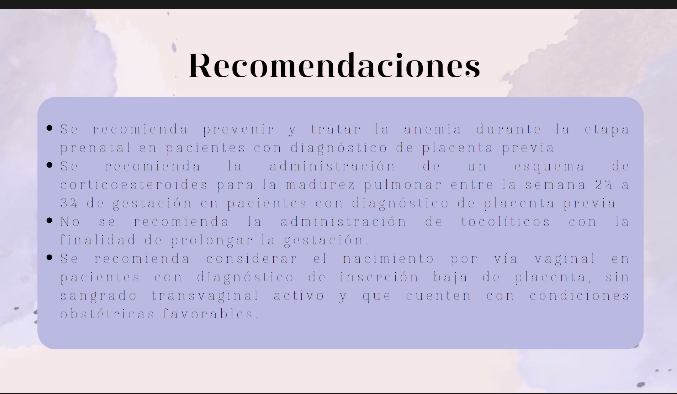 Recomendaciones
Se recomienda prevenir y tratar la anemia durante la etapa
prenatal en pacientes con diagnóstico de placenta previa
Se recomienda la administración de un esquema de
corticoesteroides para la madurez pulmonar entre la semana a
de gestación en pacientes con diagnóstico de placenta previa
No se recomienda la administración de tocolíticos con la
finalidad de prolongar la gestación.
Se recomienda considerar el nacimiento por vía vaginal en
pacientes con diagnóstico de inserción baja de placenta, sin
sangrado transvaginal activo y que cuenten con condiciones
obstétricas favorables.